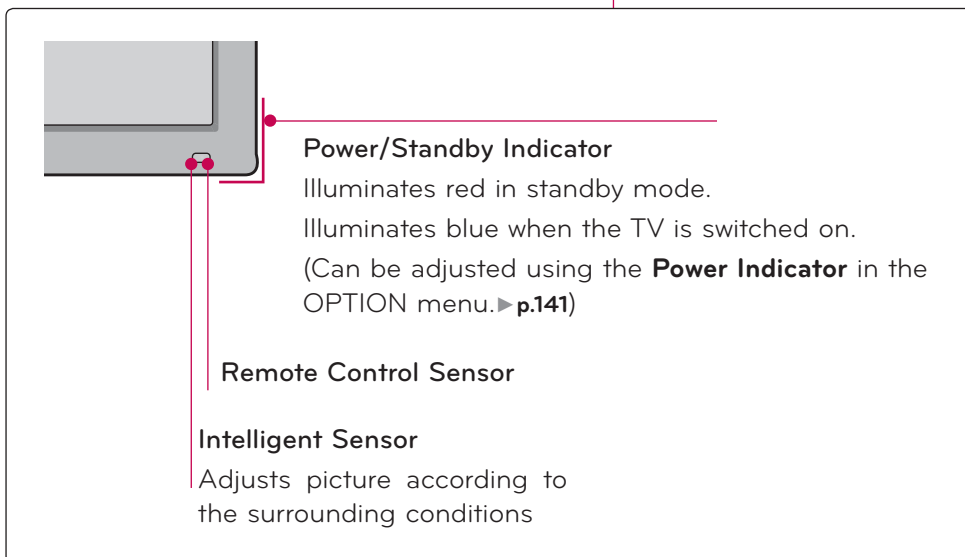 Power/Standby Indicator
Illuminates red in standby mode.
Illuminates blue when the TV is switched on.
(Can be adjusted using the Power Indicator in the
OPTION menu.►p.141)
Remote Control Sensor
Intelligent Sensor
Adjusts picture according to
the surrounding conditions